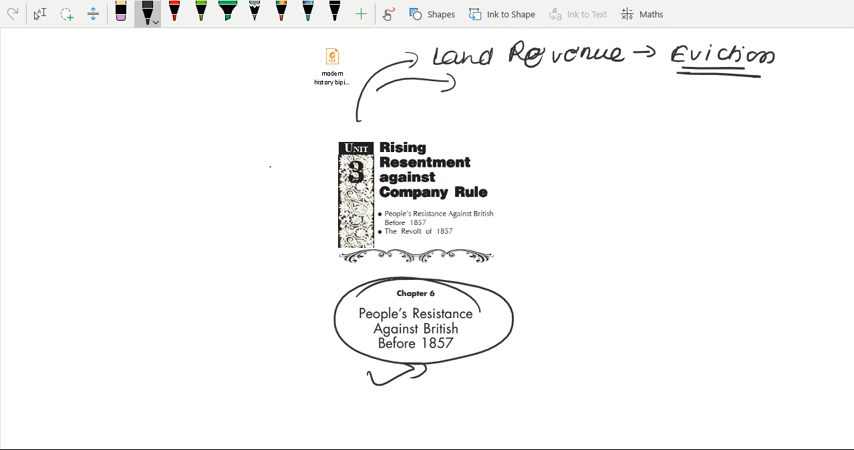 Shapes Ink to Shape Ink to Text Maths
Land Revenue → Eviction
PDF
modern
history bipi...
UNIT
3
Rising
Resentment
against
Company Rule
• People's Resistance Against British
Before 1857
• The Revolt of 1857
Chapter 6
People's Resistance
Against British
Before 1857